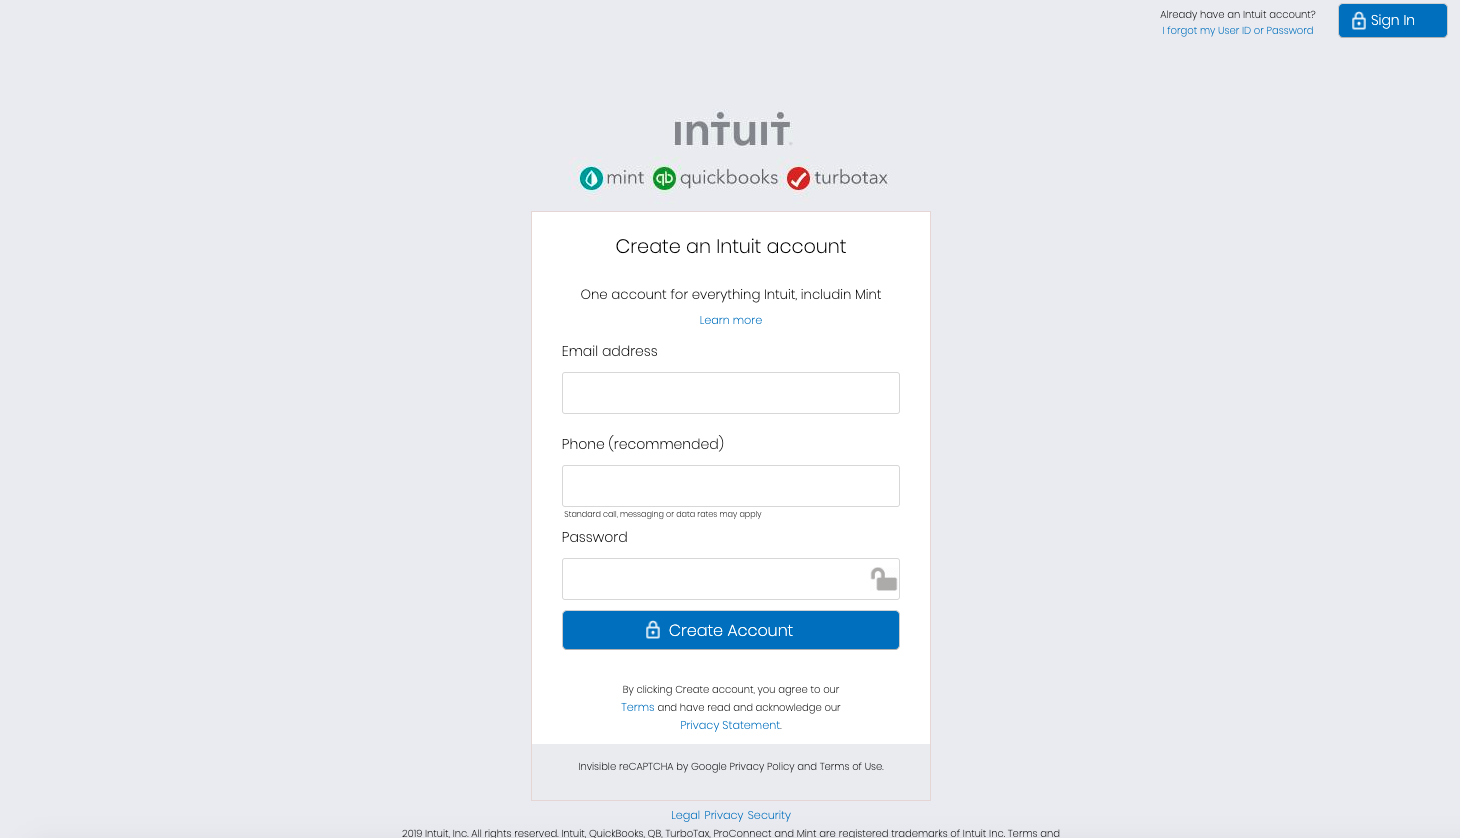 Already have an Intuit account?
I forgot my User ID or Password
Sign In
intuit
mint qb quickbooks turbotax
Create an Intuit account
One account for everything Intuit, includin Mint
Learn more
Email address
Phone (recommended)
Standard call, messaging or data rates may apply
Password
Create Account
By clicking Create account, you agree to our
Terms and have read and acknowledge our
Privacy Statement.
Invisible reCAPTCHA by Google Privacy Policy and Terms of Use.
Legal Privacy Security
2019 Intuit, Inc. All rights reserved. Intuit, QuickBooks, QB, TurboTax, ProConnect and Mint are registered trademarks of Intuit Inc. Terms and